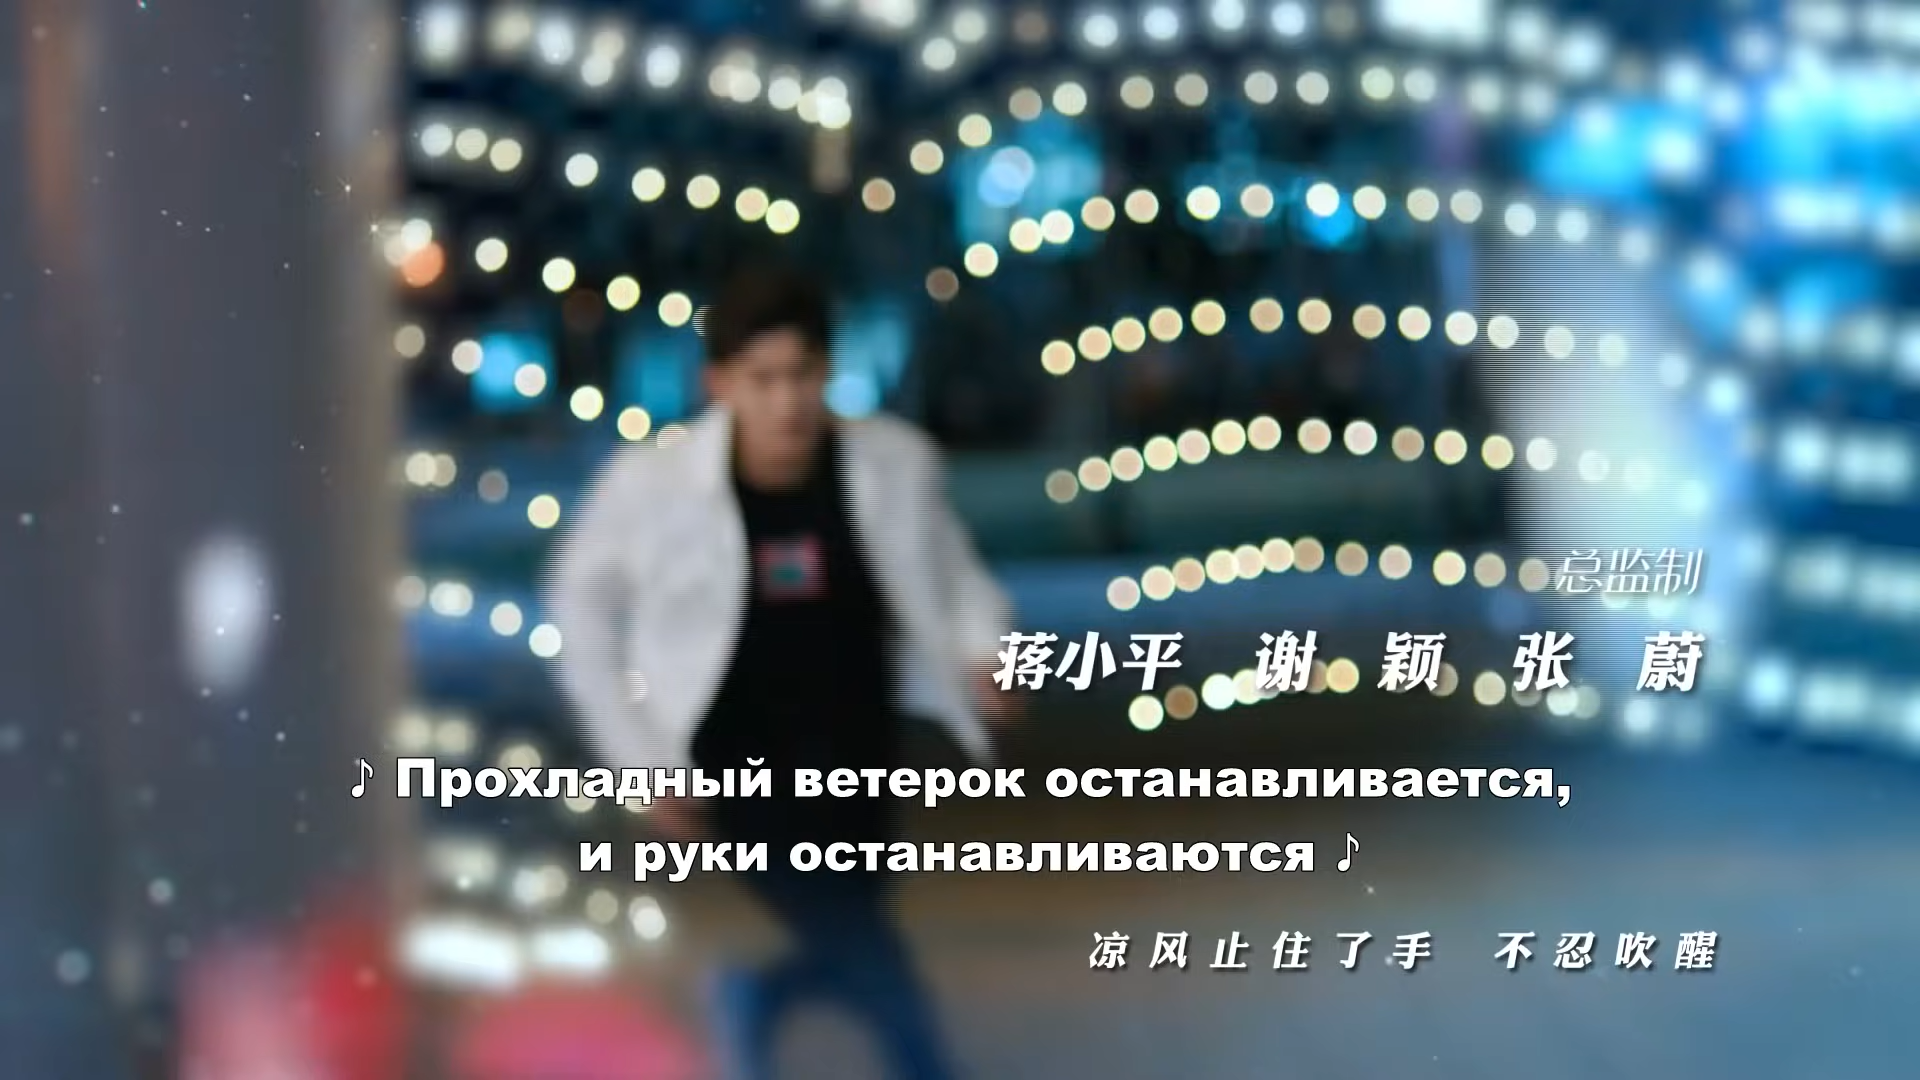 总监制
蒋小平 谢颖 张蔚
♪ Прохладный ветерок останавливается,
и руки останавливаются ♪
凉风止住了手 不忍吹醒